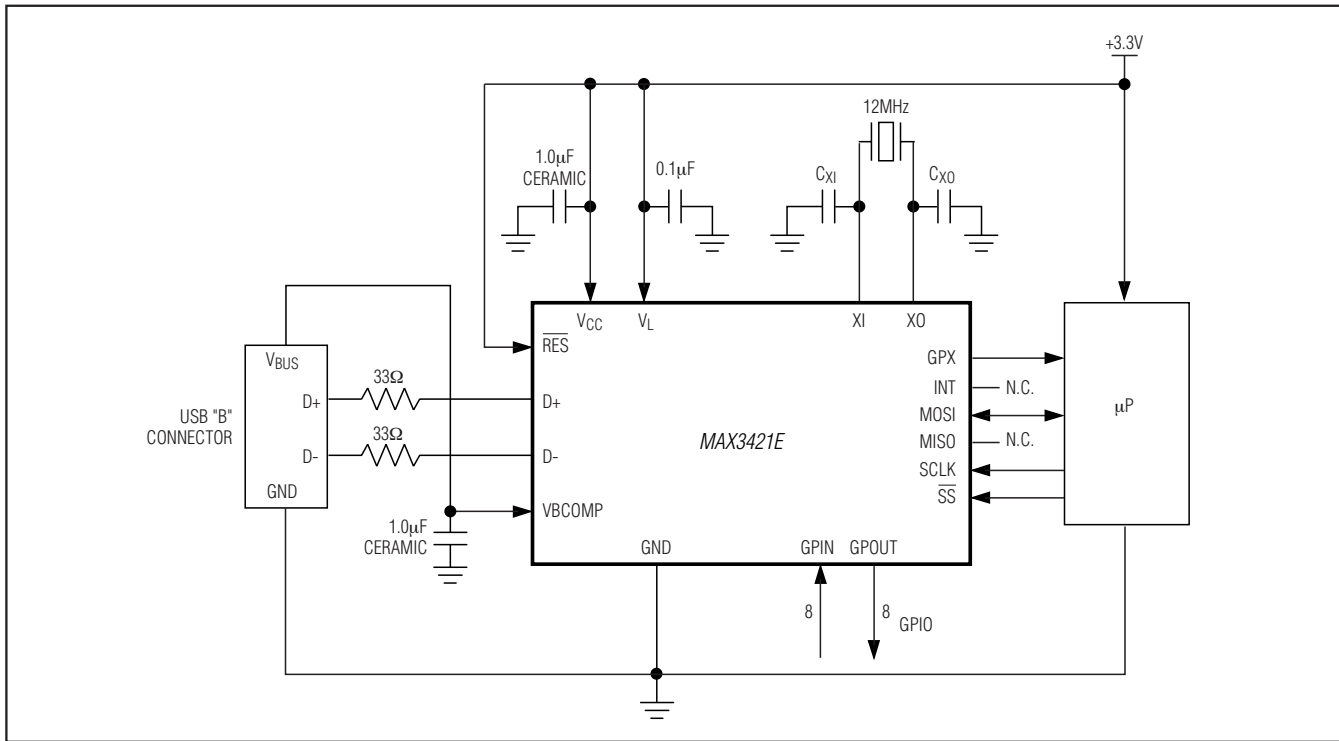 +3.3V
12MHz
1.0μF
CERAMIC
0.1μF
CXI
CXO
VCC
VL
XI
XO
RES
GPX
INT
N.C.
MOSI
MISO
N.C.
SCLK
SS
μP
USB "B"
CONNECTOR
VBUS
D+
D-
GND
33Ω
33Ω
D+
D-
MAX3421E
VBCOMP
1.0μF
CERAMIC
GND
GPIN
GPOUT
8
8
GPIO